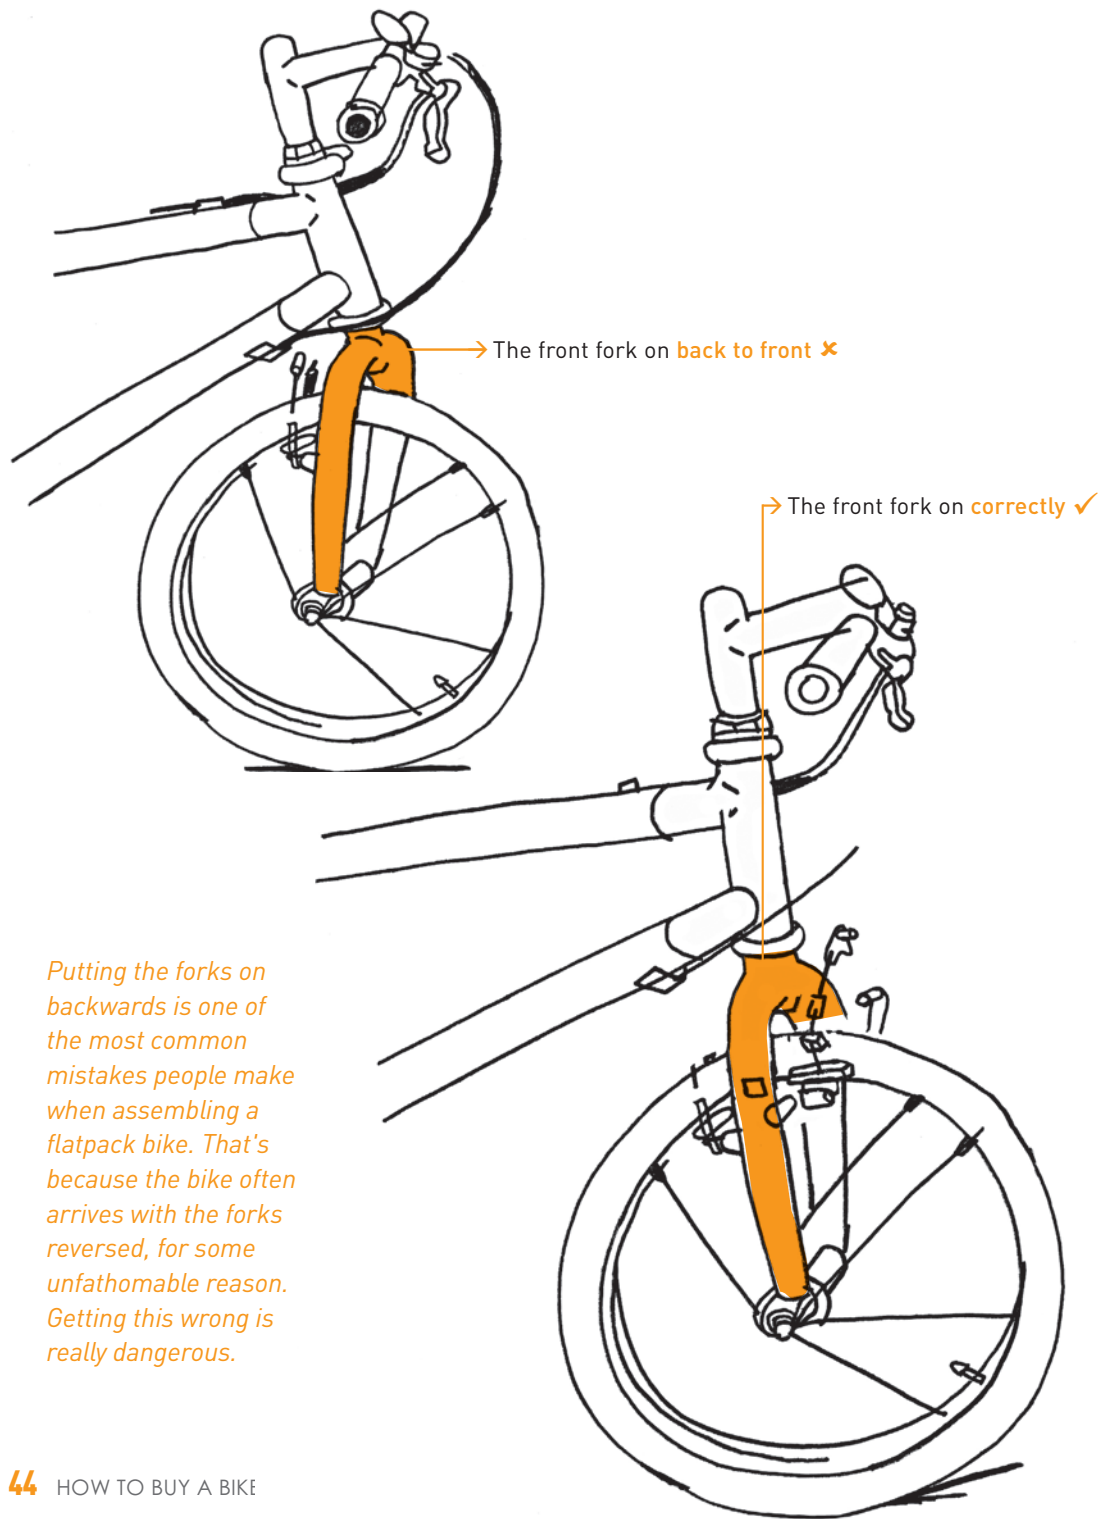 The front fork on back to front ✘
The front fork on correctly ✓
Putting the forks on
backwards is one of
the most common
mistakes people make
when assembling a
flatpack bike. That's
because the bike often
arrives with the forks
reversed, for some
unfathomable reason.
Getting this wrong is
really dangerous.
44 HOW TO BUY A BIKE